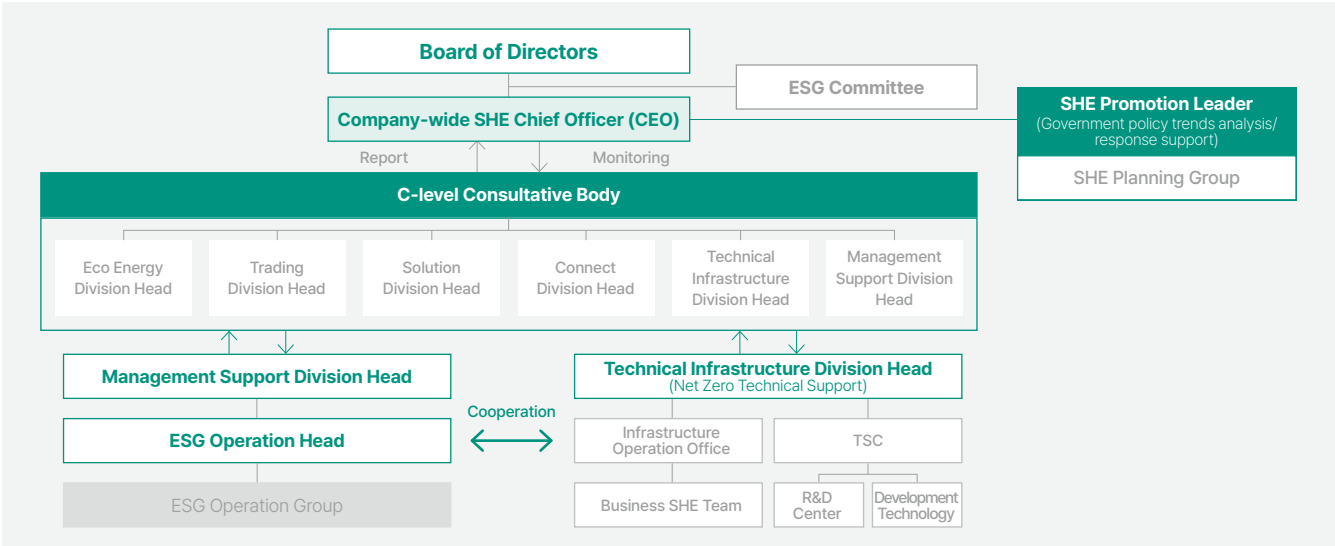 Board of Directors
ESG Committee
Company-wide SHE Chief Officer (CEO)
SHE Promotion Leader
(Government policy trends analysis/
response support)
SHE Planning Group
Report
Monitoring
C-level Consultative Body
Eco Energy
Division Head
Trading
Division Head
Solution
Division Head
Connect
Division Head
Technical
Infrastructure
Division Head
Management
Support Division
Head
Management Support Division Head
Technical Infrastructure Division Head
(Net Zero Technical Support)
Cooperation
ESG Operation Head
Infrastructure
Operation Office
TSC
ESG Operation Group
Business SHE Team
R&D
Center
Development
Technology